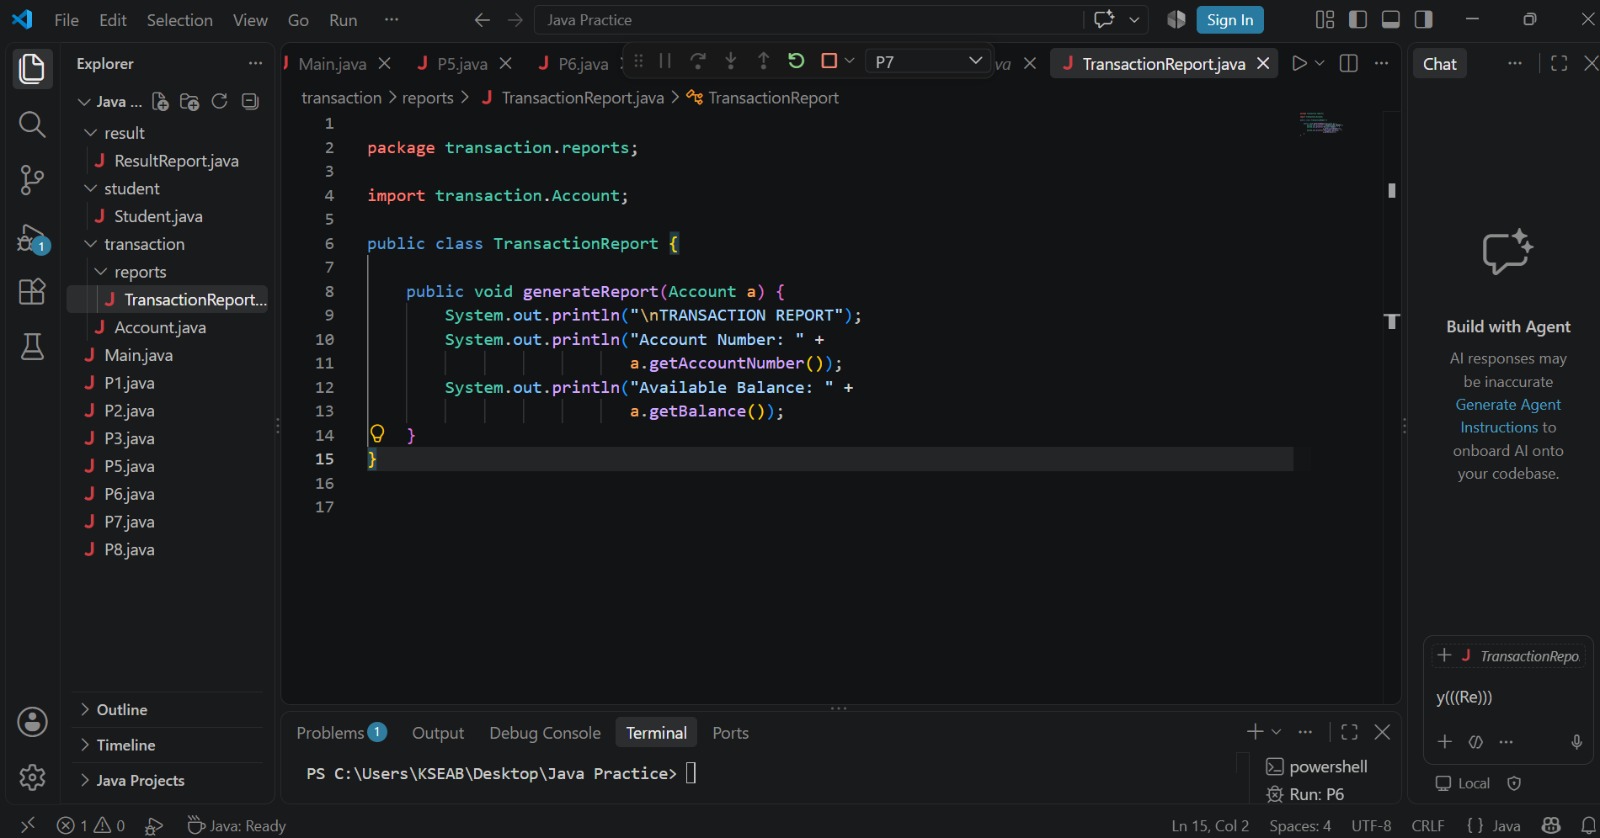 File Edit Selection View Go Run ··· Java Practice Sign In
Explorer ···
Java ...
result
ResultReport.java
student
Student.java
transaction
reports
TransactionReport...
Account.java
Main.java
P1.java
P2.java
P3.java
P5.java
P6.java
P7.java
P8.java
Outline
Timeline
Java Projects
Main.java P5.java P6.java P7 va TransactionReport.java
transaction > reports > TransactionReport.java > TransactionReport
1
2 package transaction.reports;
3
4 import transaction.Account;
5
6 public class TransactionReport {
7
8 public void generateReport(Account a) {
9 System.out.println("\nTRANSACTION REPORT");
10 System.out.println("Account Number: " +
11 a.getAccountNumber());
12 System.out.println("Available Balance: " +
13 a.getBalance());
14 }
15 }
16
17
Problems 1 Output Debug Console Terminal Ports
PS C:\Users\KSEAB\Desktop\Java Practice>
powershell
Run: P6
Chat
Build with Agent
AI responses may
be inaccurate
Generate Agent
Instructions to
onboard AI onto
your codebase.
TransactionRepo
y(((Re)))
Local
1 0 Java: Ready Ln 15, Col 2 Spaces: 4 UTF-8 CRLF { } Java